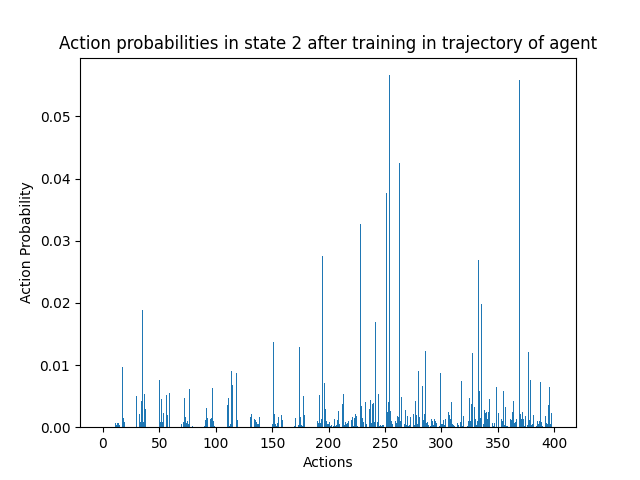 Action probabilities in state 2 after training in trajectory of agent
0.05
0.04
0.03
0.02
0.01
0.00
Action Probability
0 50 100 150 200 250 300 350 400
Actions